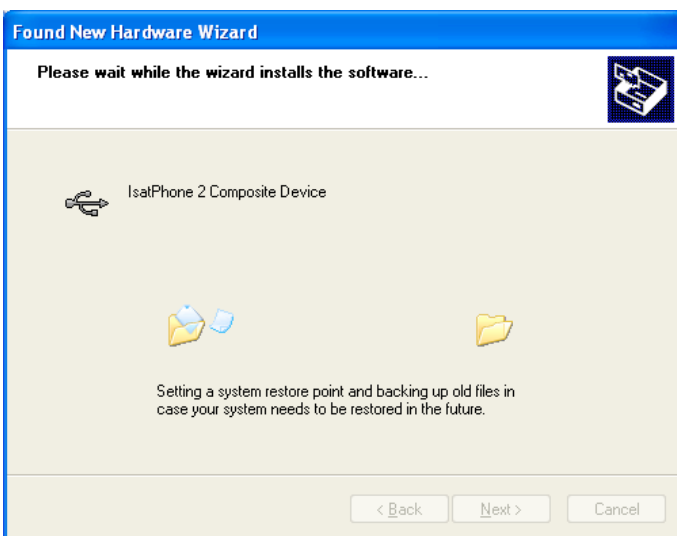 Found New Hardware Wizard
Please wait while the wizard installs the software...
IsatPhone 2 Composite Device
Setting a system restore point and backing up old files in
case your system needs to be restored in the future.
< Back Next > Cancel